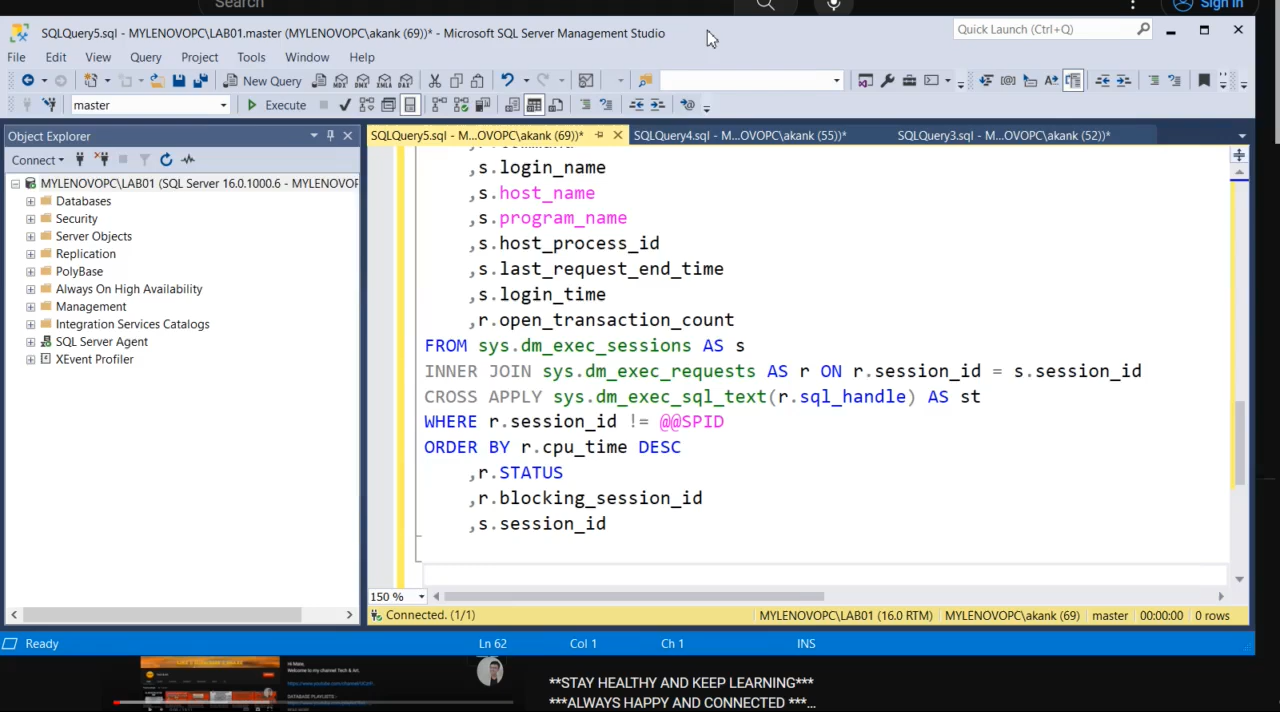 Search
Sign in
SQLQuery5.sql - MYLENOVOPC\LAB01.master (MYLENOVOPC\akank (69))* - Microsoft SQL Server Management Studio
Quick Launch (Ctrl+Q)
File Edit View Query Project Tools Window Help
New Query
master
Execute
Object Explorer
SQLQuery5.sql - M...OVOPC\akank (69))*
SQLQuery4.sql - M...OVOPC\akank (55))*
SQLQuery3.sql - M...OVOPC\akank (52))*
Connect
MYLENOVOPC\LAB01 (SQL Server 16.0.1000.6 - MYLENOVOP
Databases
Security
Server Objects
Replication
PolyBase
Always On High Availability
Management
Integration Services Catalogs
SQL Server Agent
XEvent Profiler
,s.login_name
,s.host_name
,s.program_name
,s.host_process_id
,s.last_request_end_time
,s.login_time
,r.open_transaction_count
FROM sys.dm_exec_sessions AS s
INNER JOIN sys.dm_exec_requests AS r ON r.session_id = s.session_id
CROSS APPLY sys.dm_exec_sql_text(r.sql_handle) AS st
WHERE r.session_id != @@SPID
ORDER BY r.cpu_time DESC
,r.STATUS
,r.blocking_session_id
,s.session_id
150 %
Connected. (1/1)
MYLENOVOPC\LAB01 (16.0 RTM)
MYLENOVOPC\akank (69)
master
00:00:00
0 rows
Ready
Ln 62
Col 1
Ch 1
INS
**STAY HEALTHY AND KEEP LEARNING***
***ALWAYS HAPPY AND CONNECTED ***...